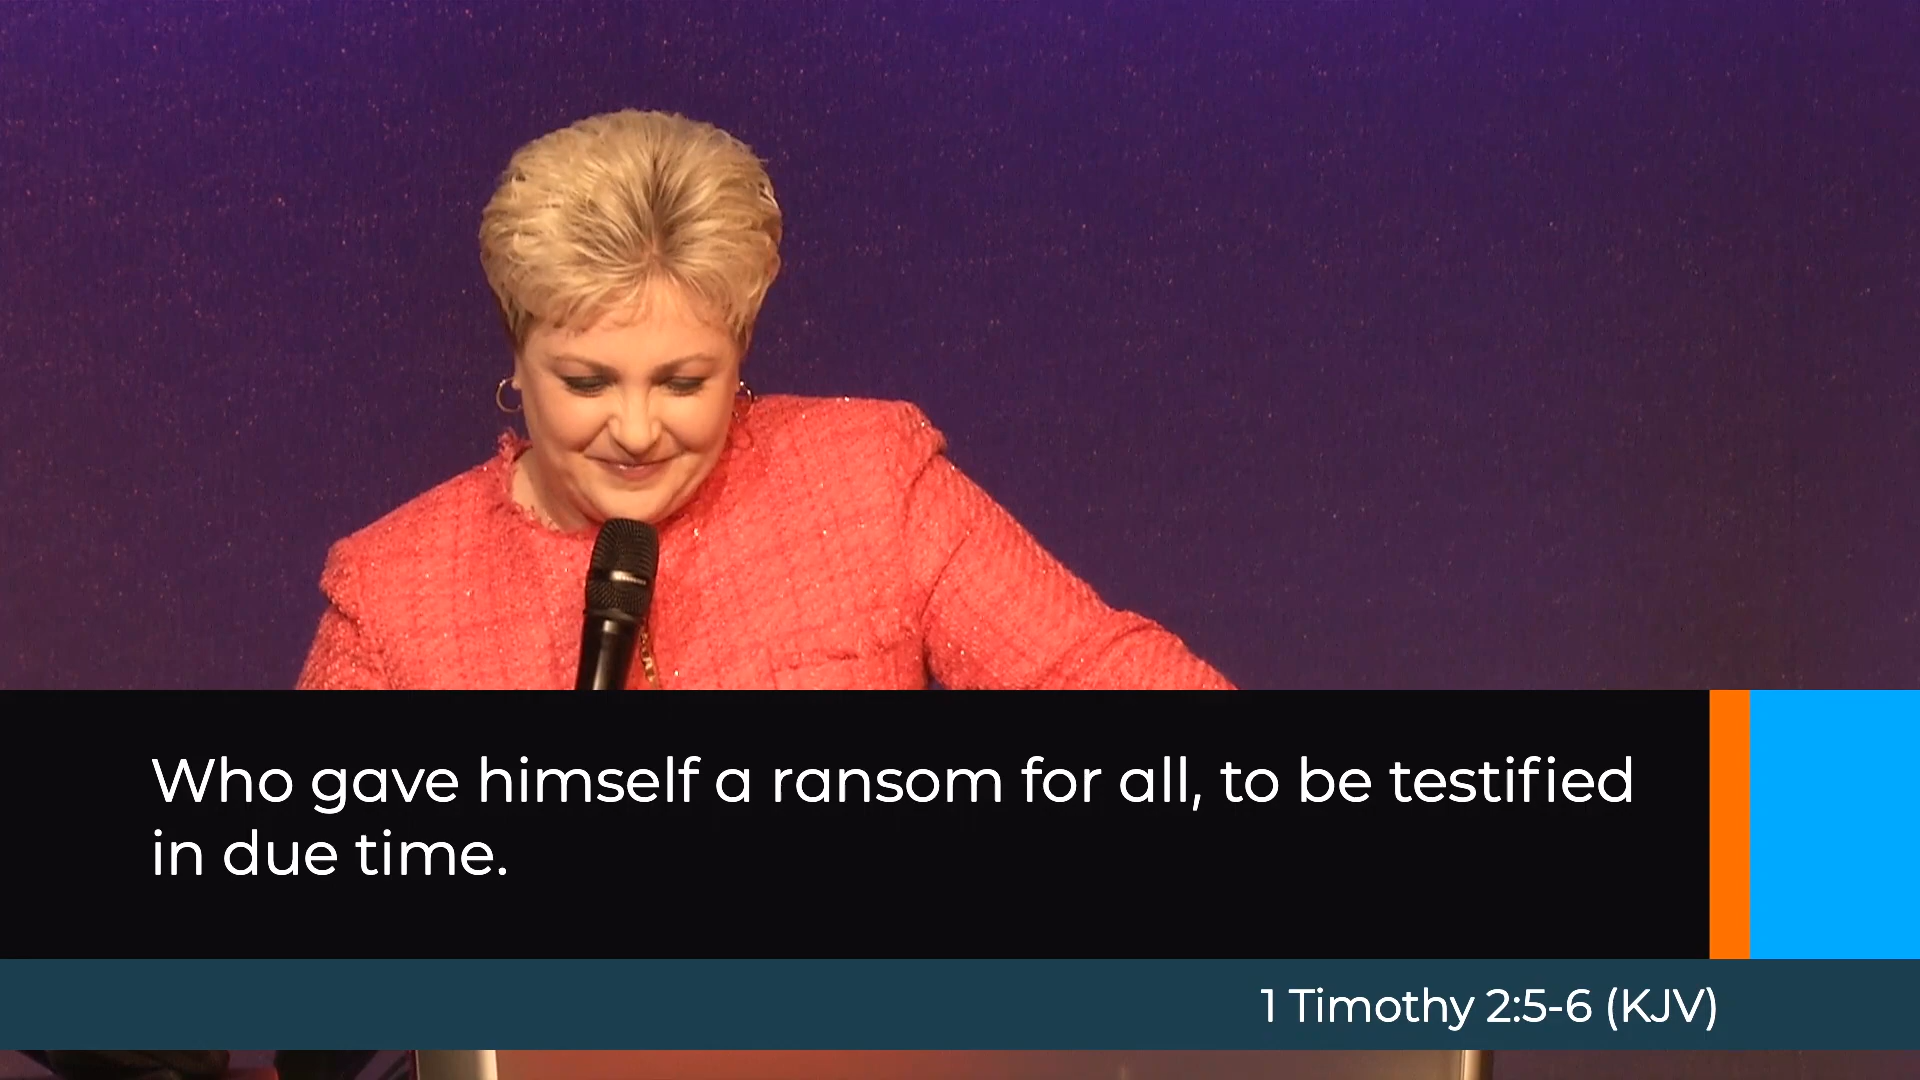 Who gave himself a ransom for all, to be testified
in due time.
1 Timothy 2:5-6 (KJV)